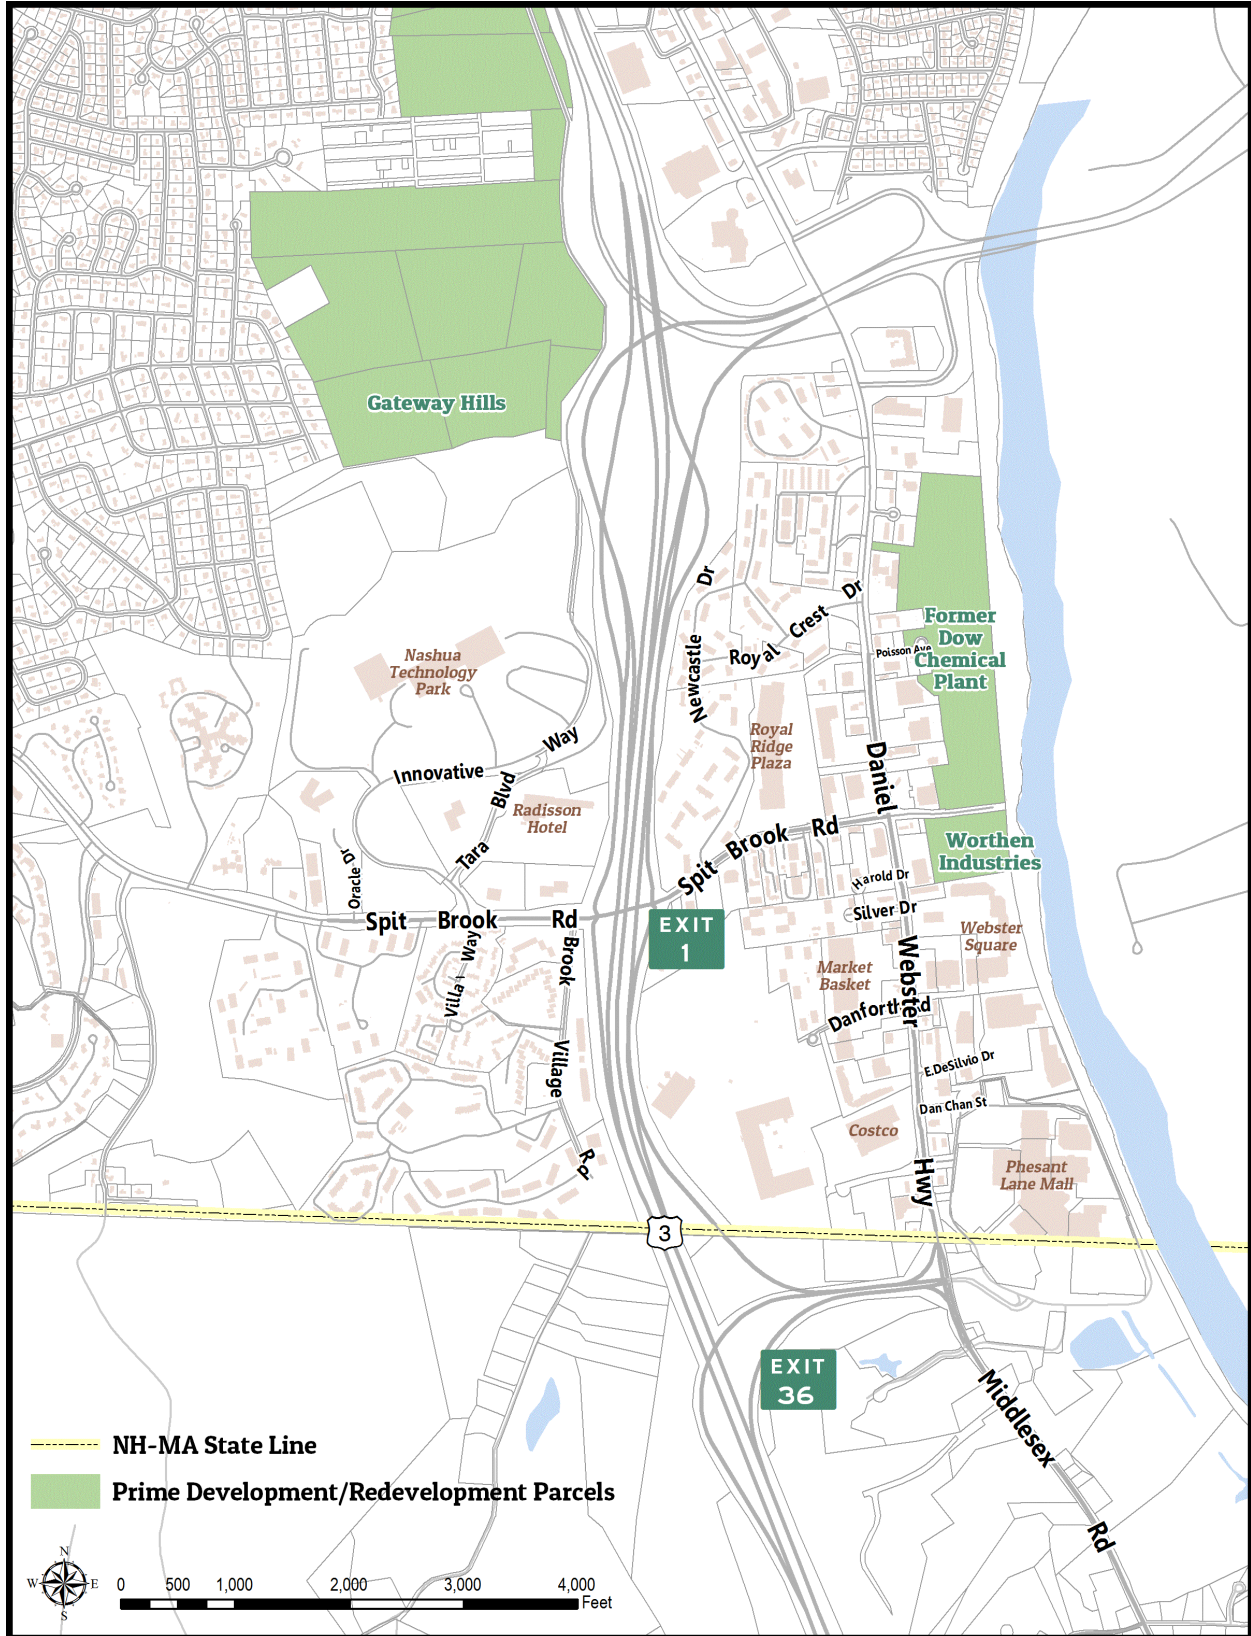 Gateway Hills
Newcastle Dr
Royal Crest Dr
Former
Dow
Chemical
Plant
Poisson Ave
Nashua
Technology
Park
Royal
Ridge
Plaza
Innovative Way
Daniel Webster Hwy
Tara Blvd
Radisson
Hotel
Spit Brook Rd
Worthen
Industries
Oracle Dr
Harold Dr
Silver Dr
Spit Brook Rd
EXIT
1
Webster
Square
Villa Way
Brook Village Rd
Market
Basket
Danforth Rd
E.DeSilvio Dr
Dan Chan St
Costco
Phesant
Lane Mall
3
EXIT
36
Middlesex Rd
NH-MA State Line
Prime Development/Redevelopment Parcels
N
W E
S
0 500 1,000 2,000 3,000 4,000
Feet